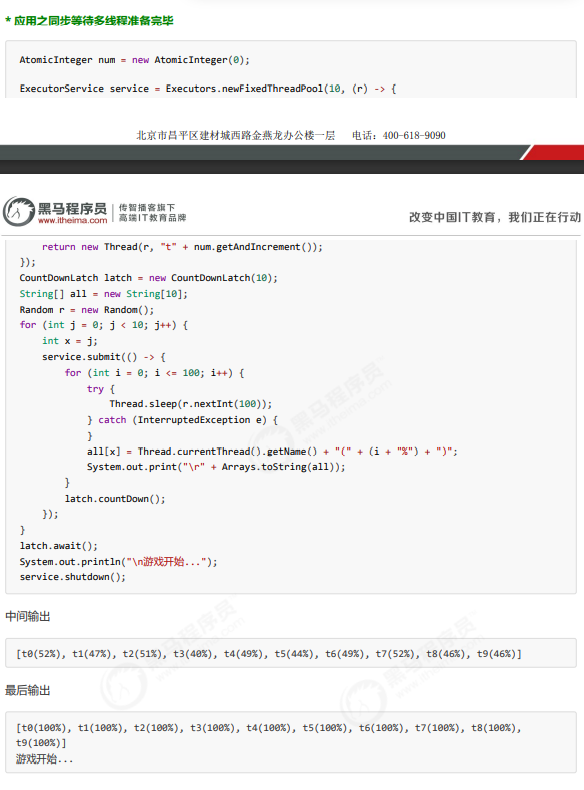 * 应用之同步等待多线程准备完毕
AtomicInteger num = new AtomicInteger(0);
ExecutorService service = Executors.newFixedThreadPool(10, (r) -> {
北京市昌平区建材城西路金燕龙办公楼一层 电话：400-618-9090
黑马程序员
www.itheima.com
传智播客旗下
高端IT教育品牌
改变中国IT教育，我们正在行动
return new Thread(r, "t" + num.getAndIncrement());
});
CountDownLatch latch = new CountDownLatch(10);
String[] all = new String[10];
Random r = new Random();
for (int j = 0; j < 10; j++) {
int x = j;
service.submit(() -> {
for (int i = 0; i <= 100; i++) {
try {
Thread.sleep(r.nextInt(100));
} catch (InterruptedException e) {
}
all[x] = Thread.currentThread().getName() + "(" + (i + "%") + ")";
System.out.print("\r" + Arrays.toString(all));
}
latch.countDown();
});
}
latch.await();
System.out.println("\n游戏开始...");
service.shutdown();
中间输出
[t0(52%), t1(47%), t2(51%), t3(40%), t4(49%), t5(44%), t6(49%), t7(52%), t8(46%), t9(46%)]
最后输出
[t0(100%), t1(100%), t2(100%), t3(100%), t4(100%), t5(100%), t6(100%), t7(100%), t8(100%),
t9(100%)]
游戏开始...